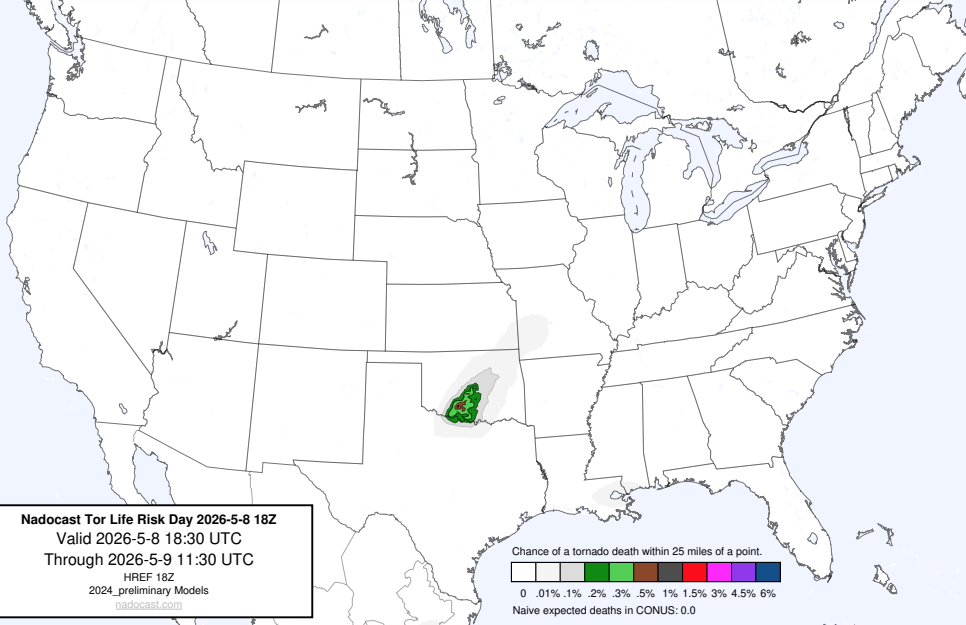 Nadocast Tor Life Risk Day 2026-5-8 18Z
Valid 2026-5-8 18:30 UTC
Through 2026-5-9 11:30 UTC
HREF 18Z
2024_preliminary Models
nadocast.com
Chance of a tornado death within 25 miles of a point.
0 .01% .1% .2% .3% .5% 1% 1.5% 3% 4.5% 6%
Naive expected deaths in CONUS: 0.0